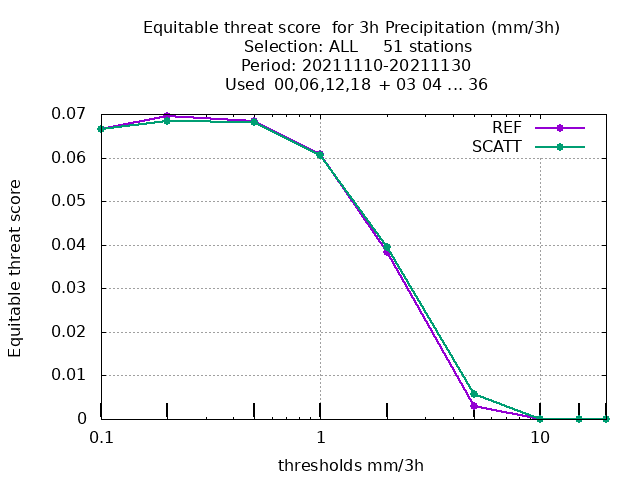 Equitable threat score  for 3h Precipitation (mm/3h)
Selection: ALL     51 stations
Period: 20211110-20211130
Used  00,06,12,18  + 03 04 ... 36
REF
SCATT
0.07
0.06
0.05
0.04
0.03
0.02
0.01
0
Equitable threat score
0.1 1 10
thresholds mm/3h